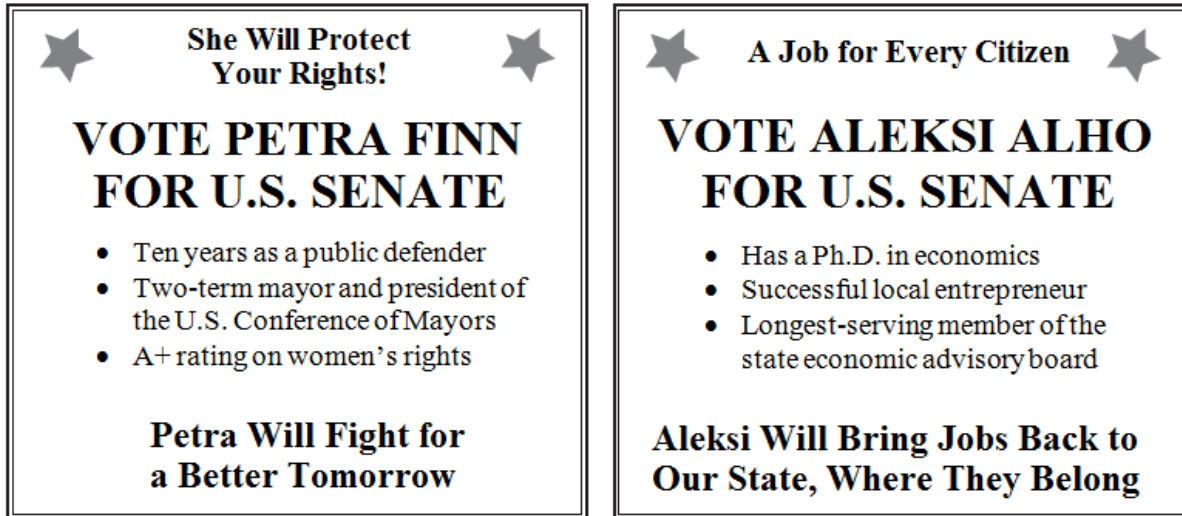 She Will Protect
Your Rights!
VOTE PETRA FINN
FOR U.S. SENATE
• Ten years as a public defender
• Two-term mayor and president of
the U.S. Conference of Mayors
• A+ rating on women’s rights
Petra Will Fight for
a Better Tomorrow
A Job for Every Citizen
VOTE ALEKSI ALHO
FOR U.S. SENATE
• Has a Ph.D. in economics
• Successful local entrepreneur
• Longest-serving member of the
state economic advisory board
Aleksi Will Bring Jobs Back to
Our State, Where They Belong